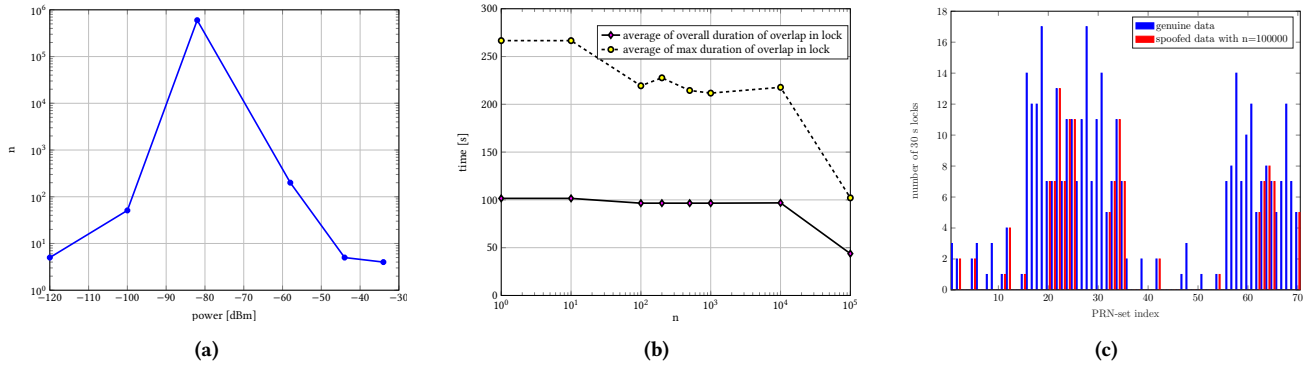 10^6
10^5
10^4
10^3
10^2
10^1
10^0
n
−120 −110 −100 −90 −80 −70 −60 −50 −40 −30
power [dBm]
(a)
300
250
200
150
100
50
0
time [s]
average of overall duration of overlap in lock
average of max duration of overlap in lock
10^0 10^1 10^2 10^3 10^4 10^5
n
(b)
18
16
14
12
10
8
6
4
2
0
number of 30 s locks
genuine data
spoofed data with n=100000
10 20 30 40 50 60 70
PRN-set index
(c)